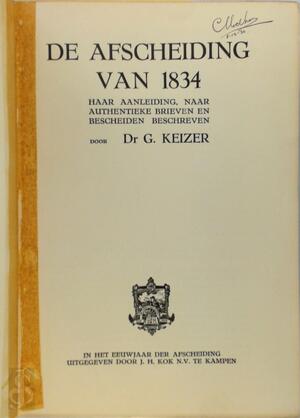 DE AFSCHEIDING
VAN 1834
HAAR AANLEIDING, NAAR
AUTHENTIEKE BRIEVEN EN
BESCHEIDEN BESCHREVEN
DOOR Dr G. KEIZER
IN HET EEUWJAAR DER AFSCHEIDING
UITGEGEVEN DOOR J. H. KOK N.V. TE KAMPEN